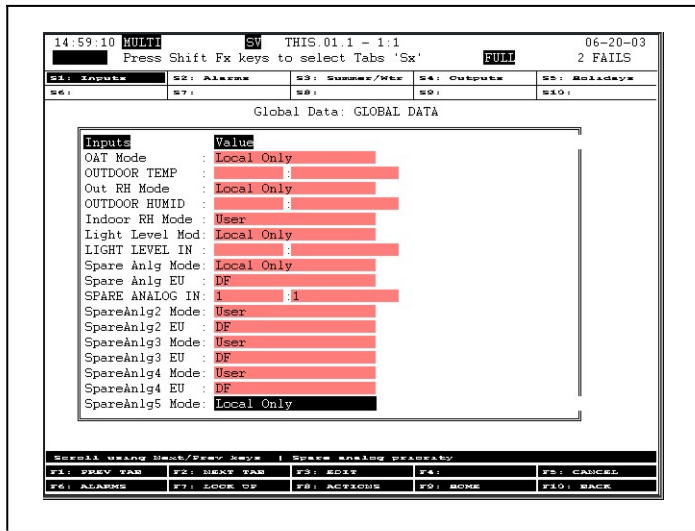 14:59:10 MULTI SV THIS.01.1 - 1:1 06-20-03
Press Shift Fx keys to select Tabs 'Sx' FULL 2 FAILS
S1: Inputs S2: Alarms S3: Summer/Wtr S4: Outputs S5: Holidays
S6: S7: S8: S9: S10:
Global Data: GLOBAL DATA
Inputs Value
OAT Mode : Local Only
OUTDOOR TEMP : :
Out RH Mode : Local Only
OUTDOOR HUMID : :
Indoor RH Mode : User
Light Level Mod: Local Only
LIGHT LEVEL IN : :
Spare Anlg Mode: Local Only
Spare Anlg EU : DF
SPARE ANALOG IN: 1 :1
SpareAnlg2 Mode: User
SpareAnlg2 EU : DF
SpareAnlg3 Mode: User
SpareAnlg3 EU : DF
SpareAnlg4 Mode: User
SpareAnlg4 EU : DF
SpareAnlg5 Mode: Local Only
Scroll using Next/Prev keys | Spare analog priority
F1: PREV TAB F2: NEXT TAB F3: EDIT F4: F5: CANCEL
F6: ALARMS F7: LOOK UP F8: ACTIONS F9: HOME F10: BACK